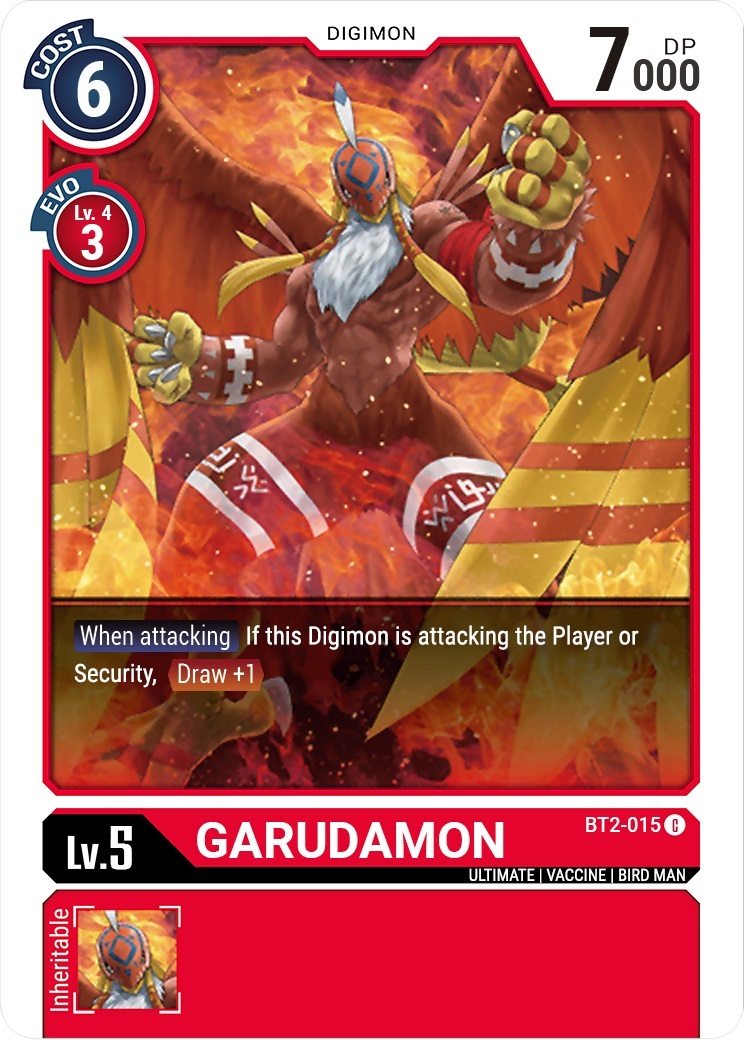 DIGIMON
COST
6
7000
DP
EVO
Lv. 4
3
When attacking If this Digimon is attacking the Player or
Security, Draw +1
Lv.5
GARUDAMON
BT2-015 C
ULTIMATE | VACCINE | BIRD MAN
Inheritable